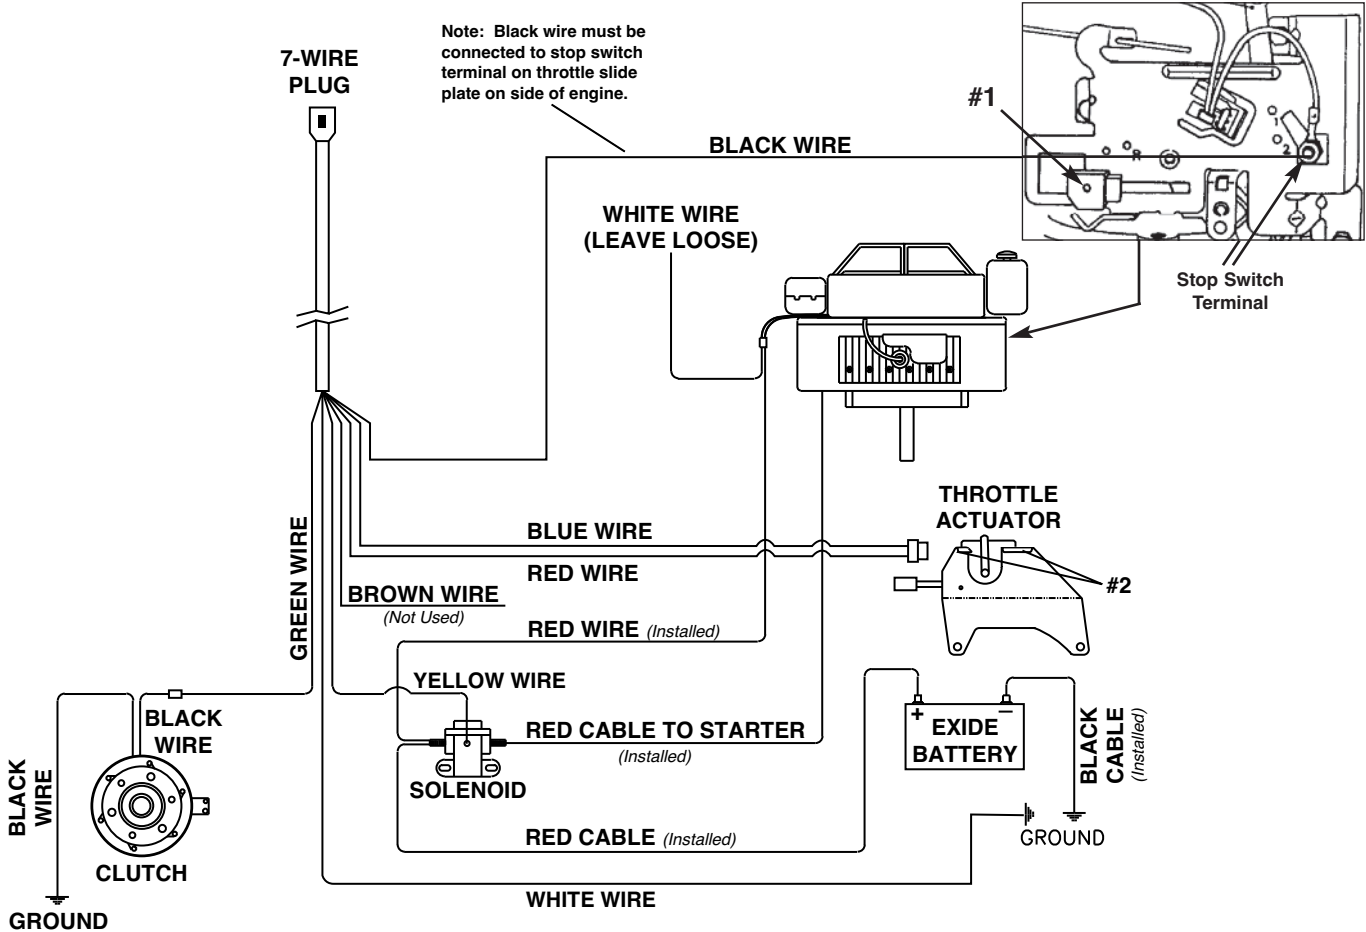 Note: Black wire must be
connected to stop switch
terminal on throttle slide
plate on side of engine.
7-WIRE
PLUG
#1
BLACK WIRE
1
2
R
WHITE WIRE
(LEAVE LOOSE)
Stop Switch
Terminal
THROTTLE
ACTUATOR
#2
BLUE WIRE
RED WIRE
GREEN WIRE
BROWN WIRE
(Not Used)
RED WIRE (Installed)
YELLOW WIRE
BLACK
WIRE
RED CABLE TO STARTER
(Installed)
+ −
EXIDE
BATTERY
BLACK
CABLE
(Installed)
SOLENOID
BLACK
WIRE
RED CABLE (Installed)
GROUND
CLUTCH
WHITE WIRE
GROUND